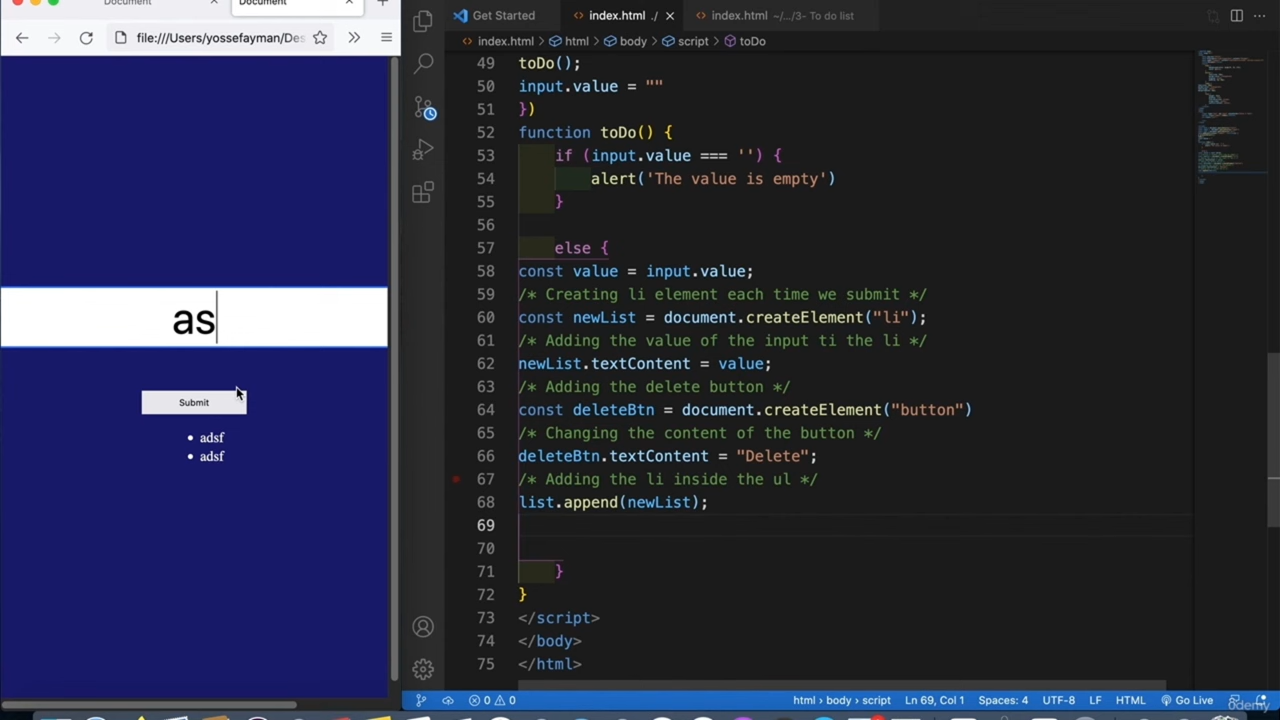 Document
Document
file:///Users/yossefayman/Des
as
Submit
adsf
adsf
Get Started
index.html ./
index.html ~/.../3- To do list
index.html > html > body > script > toDo
49 toDo();
50 input.value = ""
51 })
52 function toDo() {
53 if (input.value === '') {
54 alert('The value is empty')
55 }
56
57 else {
58 const value = input.value;
59 /* Creating li element each time we submit */
60 const newList = document.createElement("li");
61 /* Adding the value of the input ti the li */
62 newList.textContent = value;
63 /* Adding the delete button */
64 const deleteBtn = document.createElement("button")
65 /* Changing the content of the button */
66 deleteBtn.textContent = "Delete";
67 /* Adding the li inside the ul */
68 list.append(newList);
69
70
71 }
72 }
73 </script>
74 </body>
75 </html>
0 0 html > body > script Ln 69, Col 1 Spaces: 4 UTF-8 LF HTML Go Live
udemy